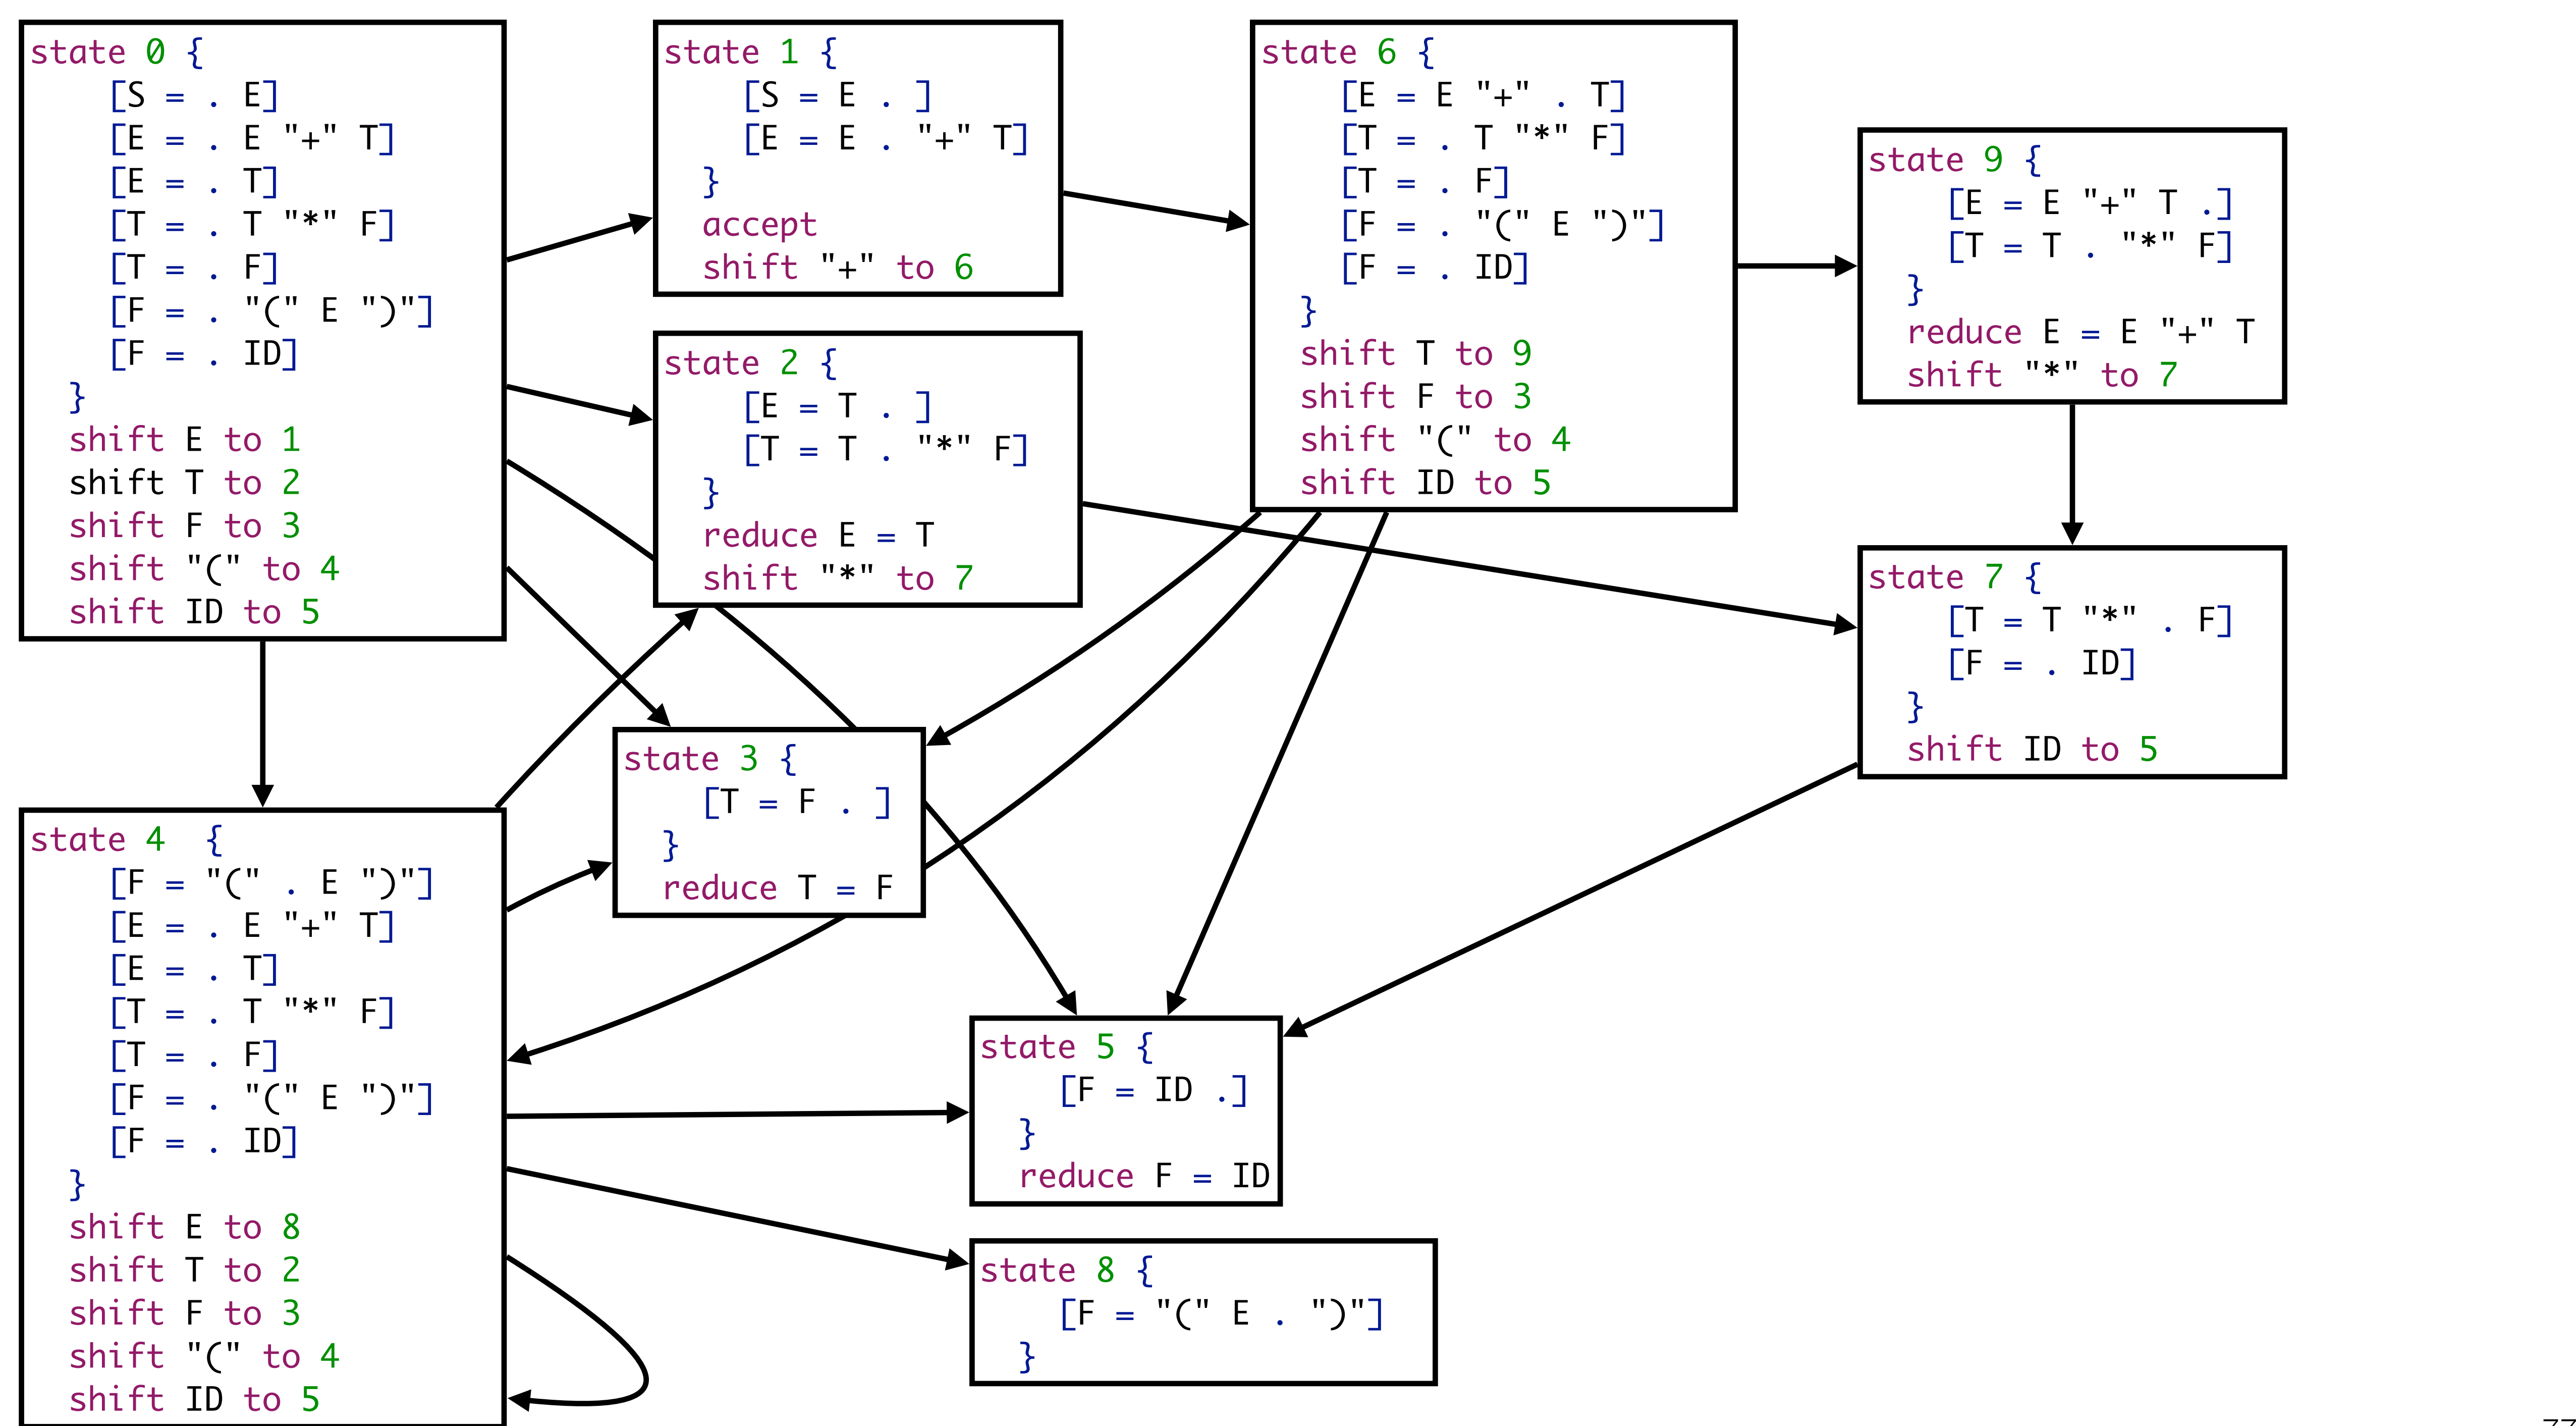 state 0 {
[S = . E]
[E = . E "+" T]
[E = . T]
[T = . T "*" F]
[T = . F]
[F = . "(" E ")"]
[F = . ID]
}
shift E to 1
shift T to 2
shift F to 3
shift "(" to 4
shift ID to 5
state 1 {
[S = E . ]
[E = E . "+" T]
}
accept
shift "+" to 6
state 6 {
[E = E "+" . T]
[T = . T "*" F]
[T = . F]
[F = . "(" E ")"]
[F = . ID]
}
shift T to 9
shift F to 3
shift "(" to 4
shift ID to 5
state 9 {
[E = E "+" T .]
[T = T . "*" F]
}
reduce E = E "+" T
shift "*" to 7
state 2 {
[E = T . ]
[T = T . "*" F]
}
reduce E = T
shift "*" to 7
state 7 {
[T = T "*" . F]
[F = . ID]
}
shift ID to 5
state 3 {
[T = F . ]
}
reduce T = F
state 4 {
[F = "(" . E ")"]
[E = . E "+" T]
[E = . T]
[T = . T "*" F]
[T = . F]
[F = . "(" E ")"]
[F = . ID]
}
shift E to 8
shift T to 2
shift F to 3
shift "(" to 4
shift ID to 5
state 5 {
[F = ID .]
}
reduce F = ID
state 8 {
[F = "(" E . ")"]
}